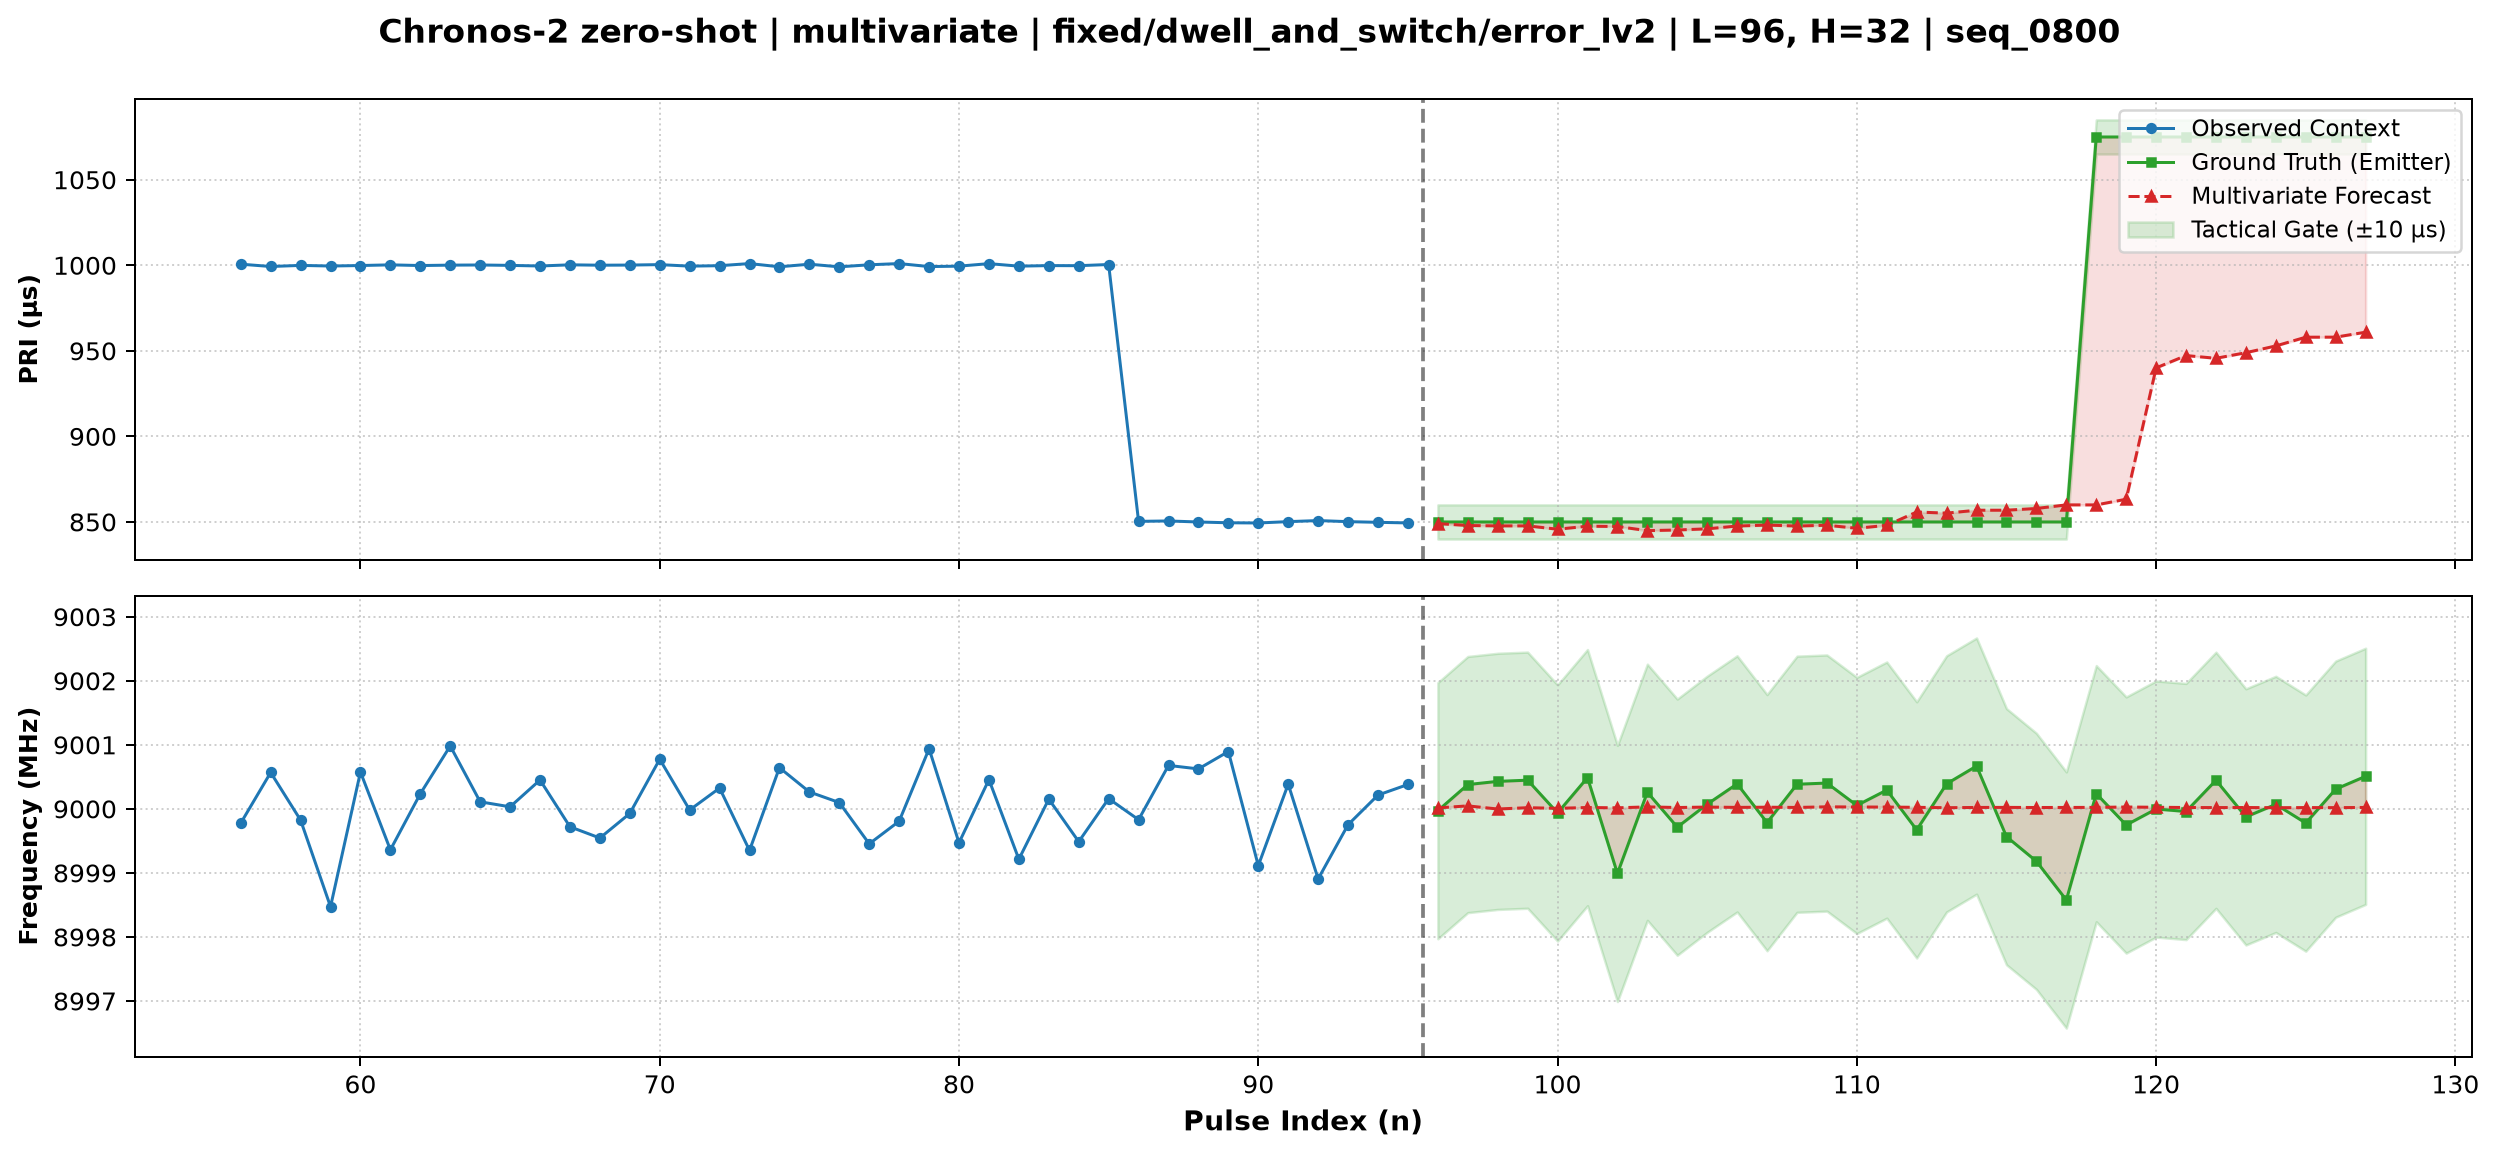 Chronos-2 zero-shot | multivariate | fixed/dwell_and_switch/error_lv2 | L=96, H=32 | seq_0800
PRI (µs)
1050
1000
950
900
850
Observed Context
Ground Truth (Emitter)
Multivariate Forecast
Tactical Gate (±10 µs)
Frequency (MHz)
9003
9002
9001
9000
8999
8998
8997
60 70 80 90 100 110 120 130
Pulse Index (n)